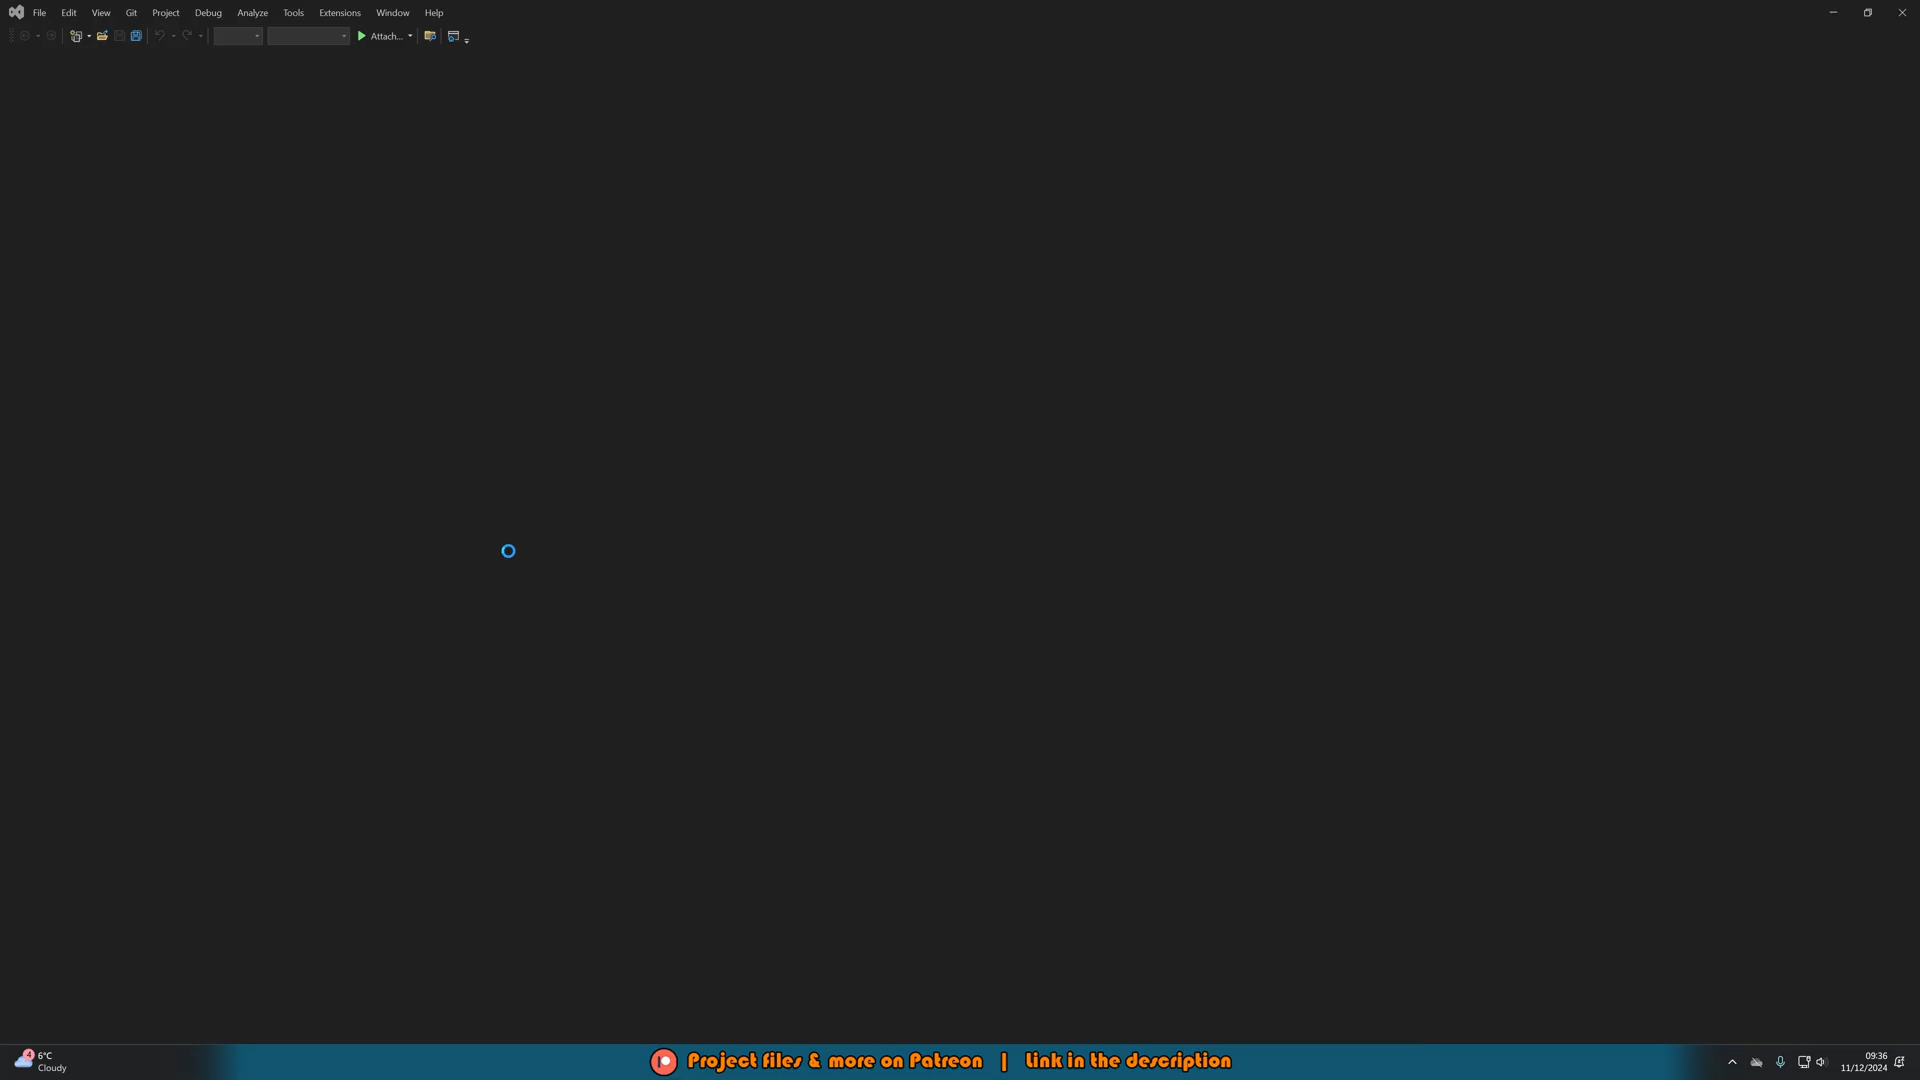 File Edit View Git Project Debug Analyze Tools Extensions Window Help
Attach...
4
6°C
Cloudy
Project files & more on Patreon | Link in the description
09:36
11/12/2024